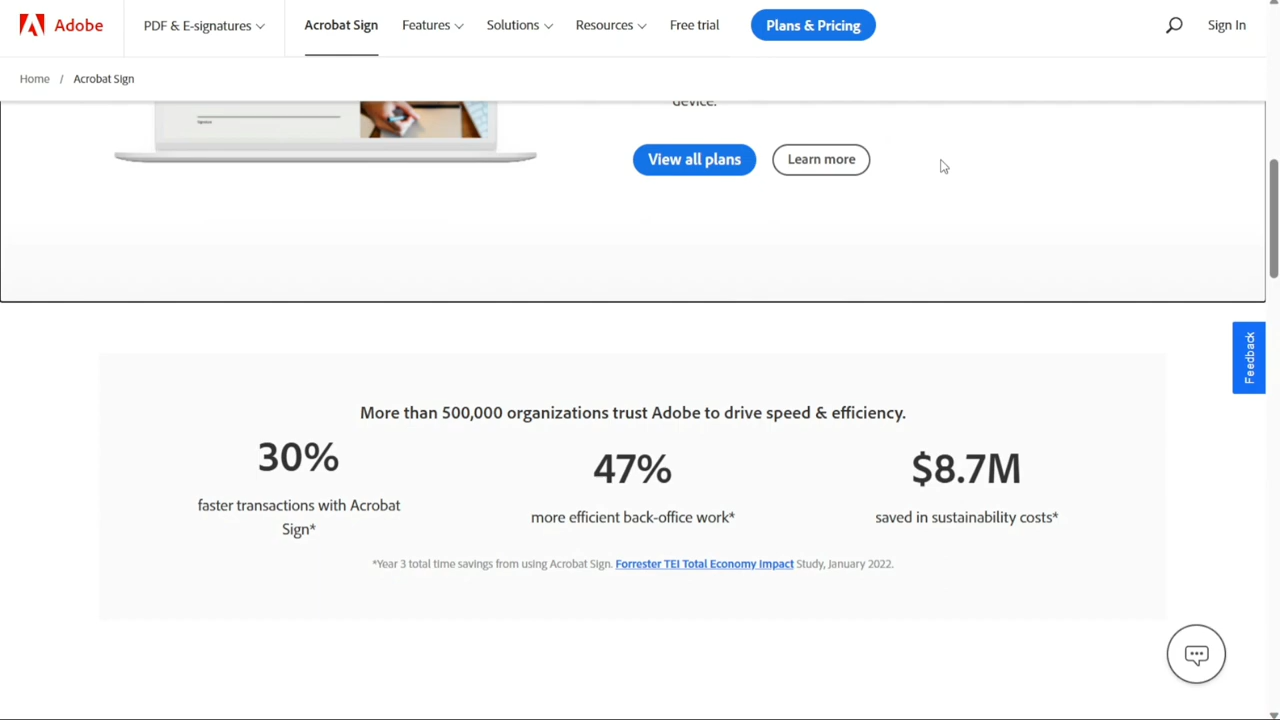 Adobe
PDF & E-signatures
Acrobat Sign
Features
Solutions
Resources
Free trial
Plans & Pricing
Sign In
Home / Acrobat Sign
device.
View all plans
Learn more
Feedback
More than 500,000 organizations trust Adobe to drive speed & efficiency.
30%
faster transactions with Acrobat
Sign*
47%
more efficient back-office work*
$8.7M
saved in sustainability costs*
*Year 3 total time savings from using Acrobat Sign. Forrester TEI Total Economy Impact Study, January 2022.